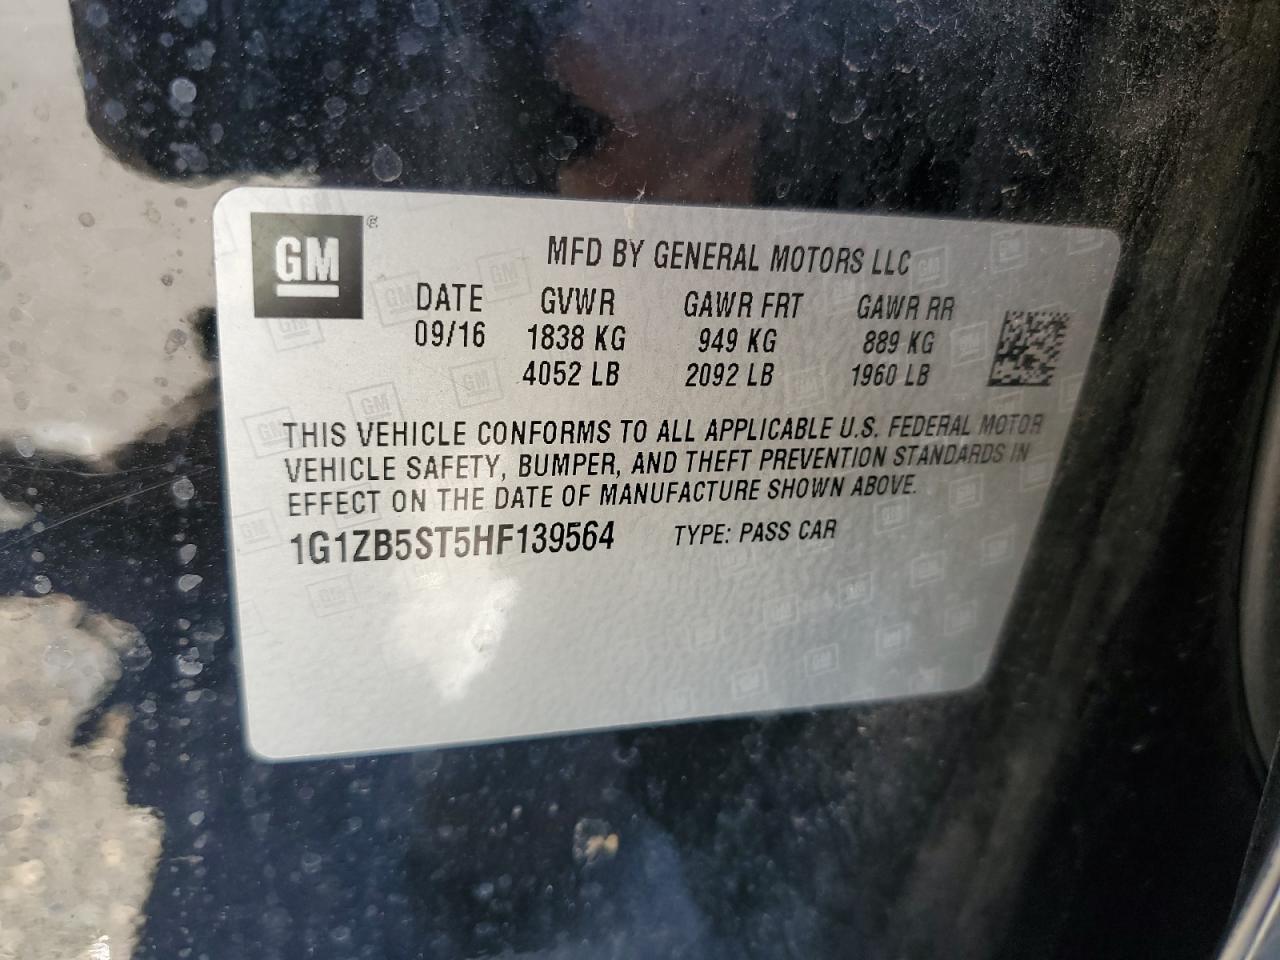 GM
MFD BY GENERAL MOTORS LLC
DATE GVWR GAWR FRT GAWR RR
09/16 1838 KG 949 KG 889 KG
4052 LB 2092 LB 1960 LB
THIS VEHICLE CONFORMS TO ALL APPLICABLE U.S. FEDERAL MOTOR
VEHICLE SAFETY, BUMPER, AND THEFT PREVENTION STANDARDS IN
EFFECT ON THE DATE OF MANUFACTURE SHOWN ABOVE.
1G1ZB5ST5HF139564 TYPE: PASS CAR